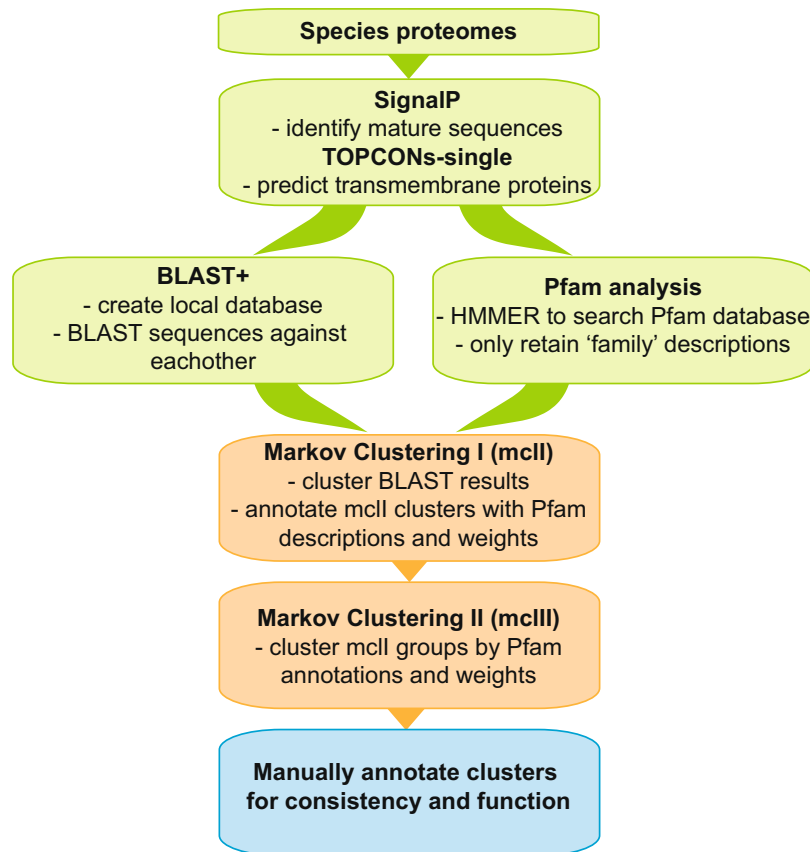 Species proteomes
SignalP
- identify mature sequences
TOPCONs-single
- predict transmembrane proteins
BLAST+
- create local database
- BLAST sequences against
eachother
Pfam analysis
- HMMER to search Pfam database
- only retain ‘family’ descriptions
Markov Clustering I (mclI)
- cluster BLAST results
- annotate mclI clusters with Pfam
descriptions and weights
Markov Clustering II (mclII)
- cluster mclI groups by Pfam
annotations and weights
Manually annotate clusters
for consistency and function